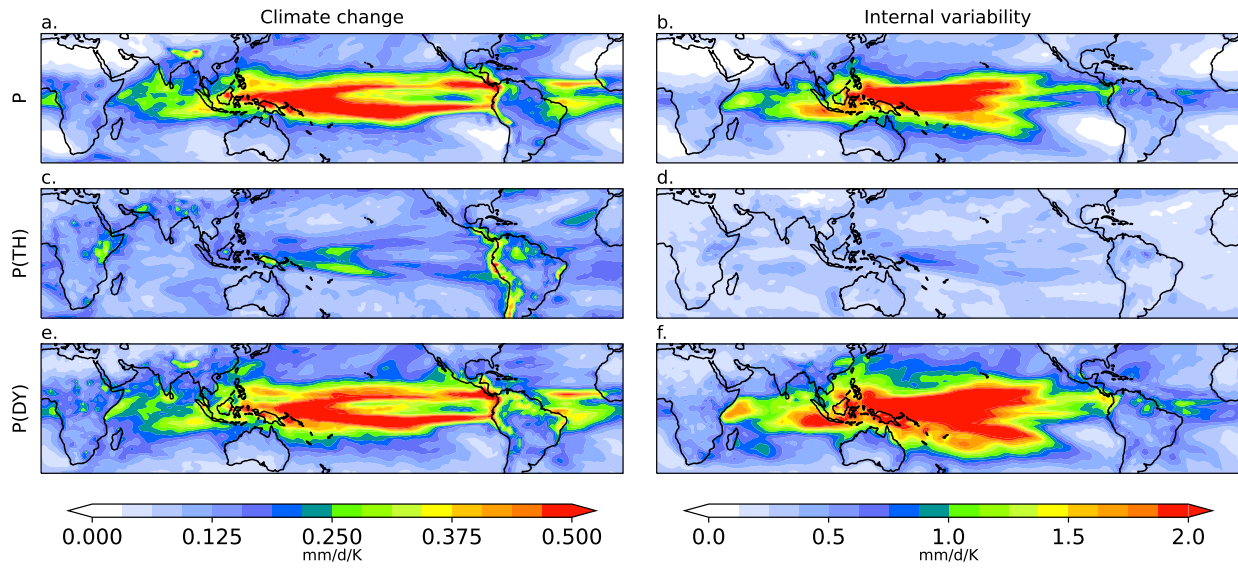 Climate change
Internal variability
a.
b.
P
c.
d.
P(TH)
e.
f.
P(DY)
0.000 0.125 0.250 0.375 0.500
mm/d/K
0.0 0.5 1.0 1.5 2.0
mm/d/K